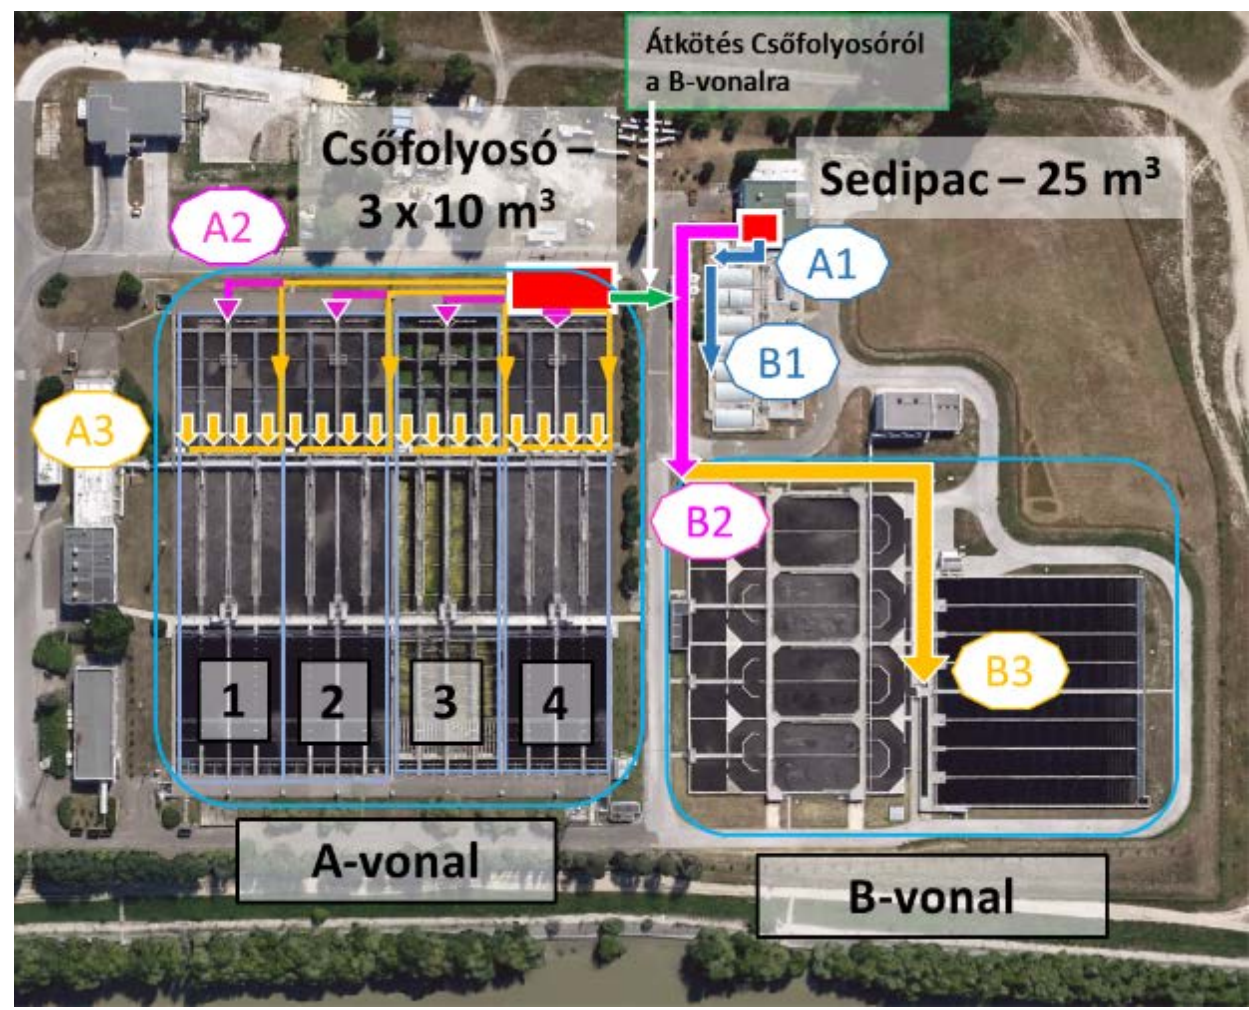 Átkötés Csőfolyosóról
a B-vonalra
Csőfolyosó –
3 x 10 m³
Sedipac – 25 m³
A2
A1
B1
A3
B2
B3
1
2
3
4
A-vonal
B-vonal